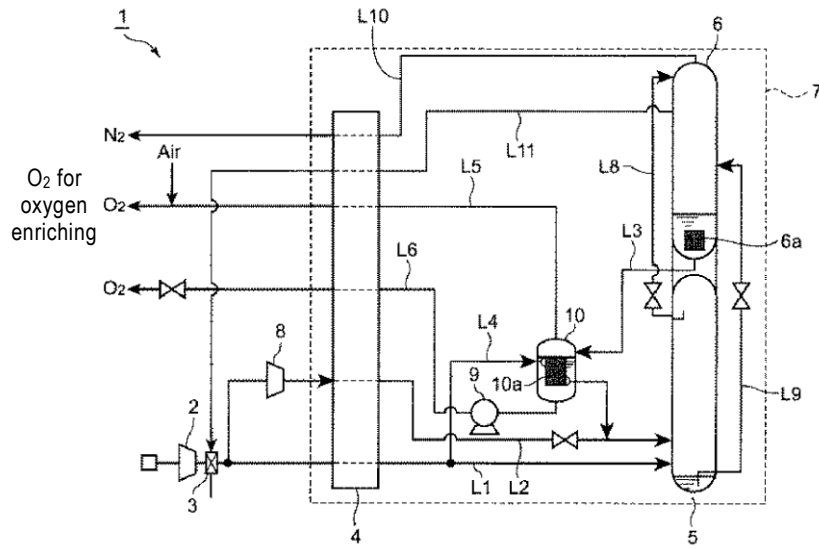 1
L10
6
7
N₂
Air
L11
O₂ for
oxygen
enriching
O₂
L5
L8
L3
6a
O₂
L6
8
L4
10
10a
9
L9
2
3
L1
L2
4
5